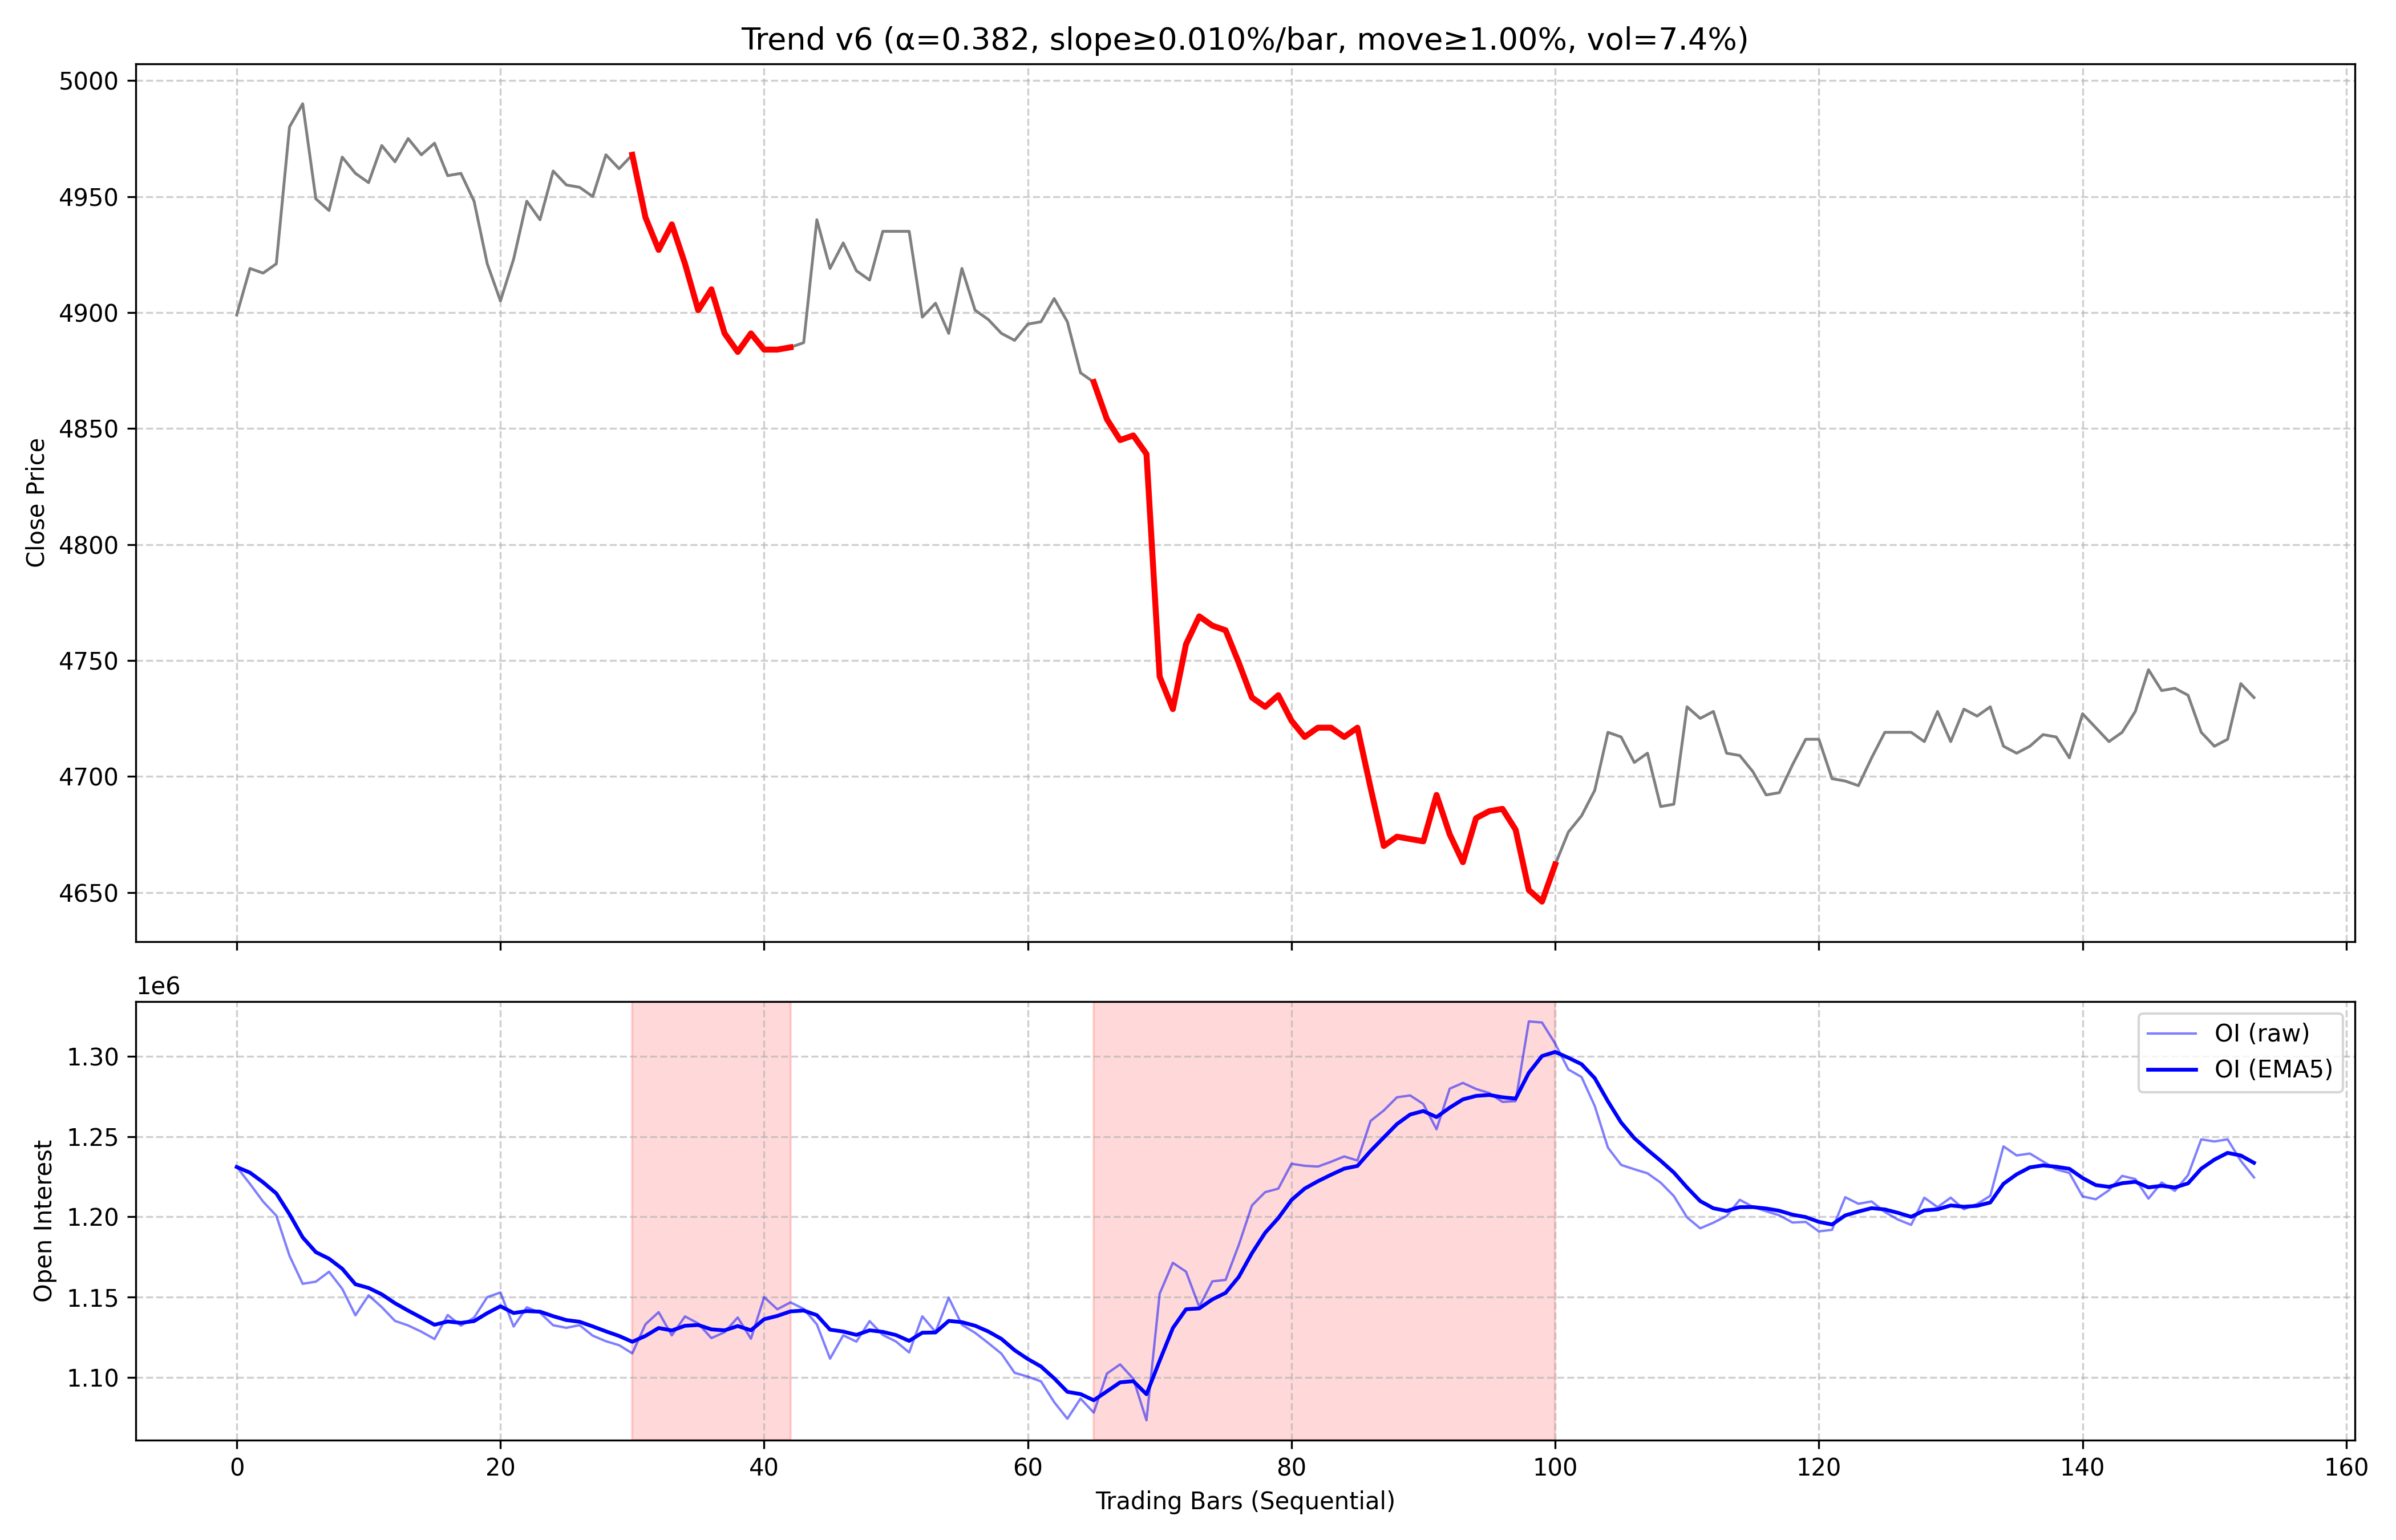 Trend v6 (α=0.382, slope≥0.010%/bar, move≥1.00%, vol=7.4%)
5000
4950
4900
4850
4800
4750
4700
4650
Close Price
1e6
1.30
1.25
1.20
1.15
1.10
Open Interest
OI (raw)
OI (EMA5)
0 20 40 60 80 100 120 140 160
Trading Bars (Sequential)